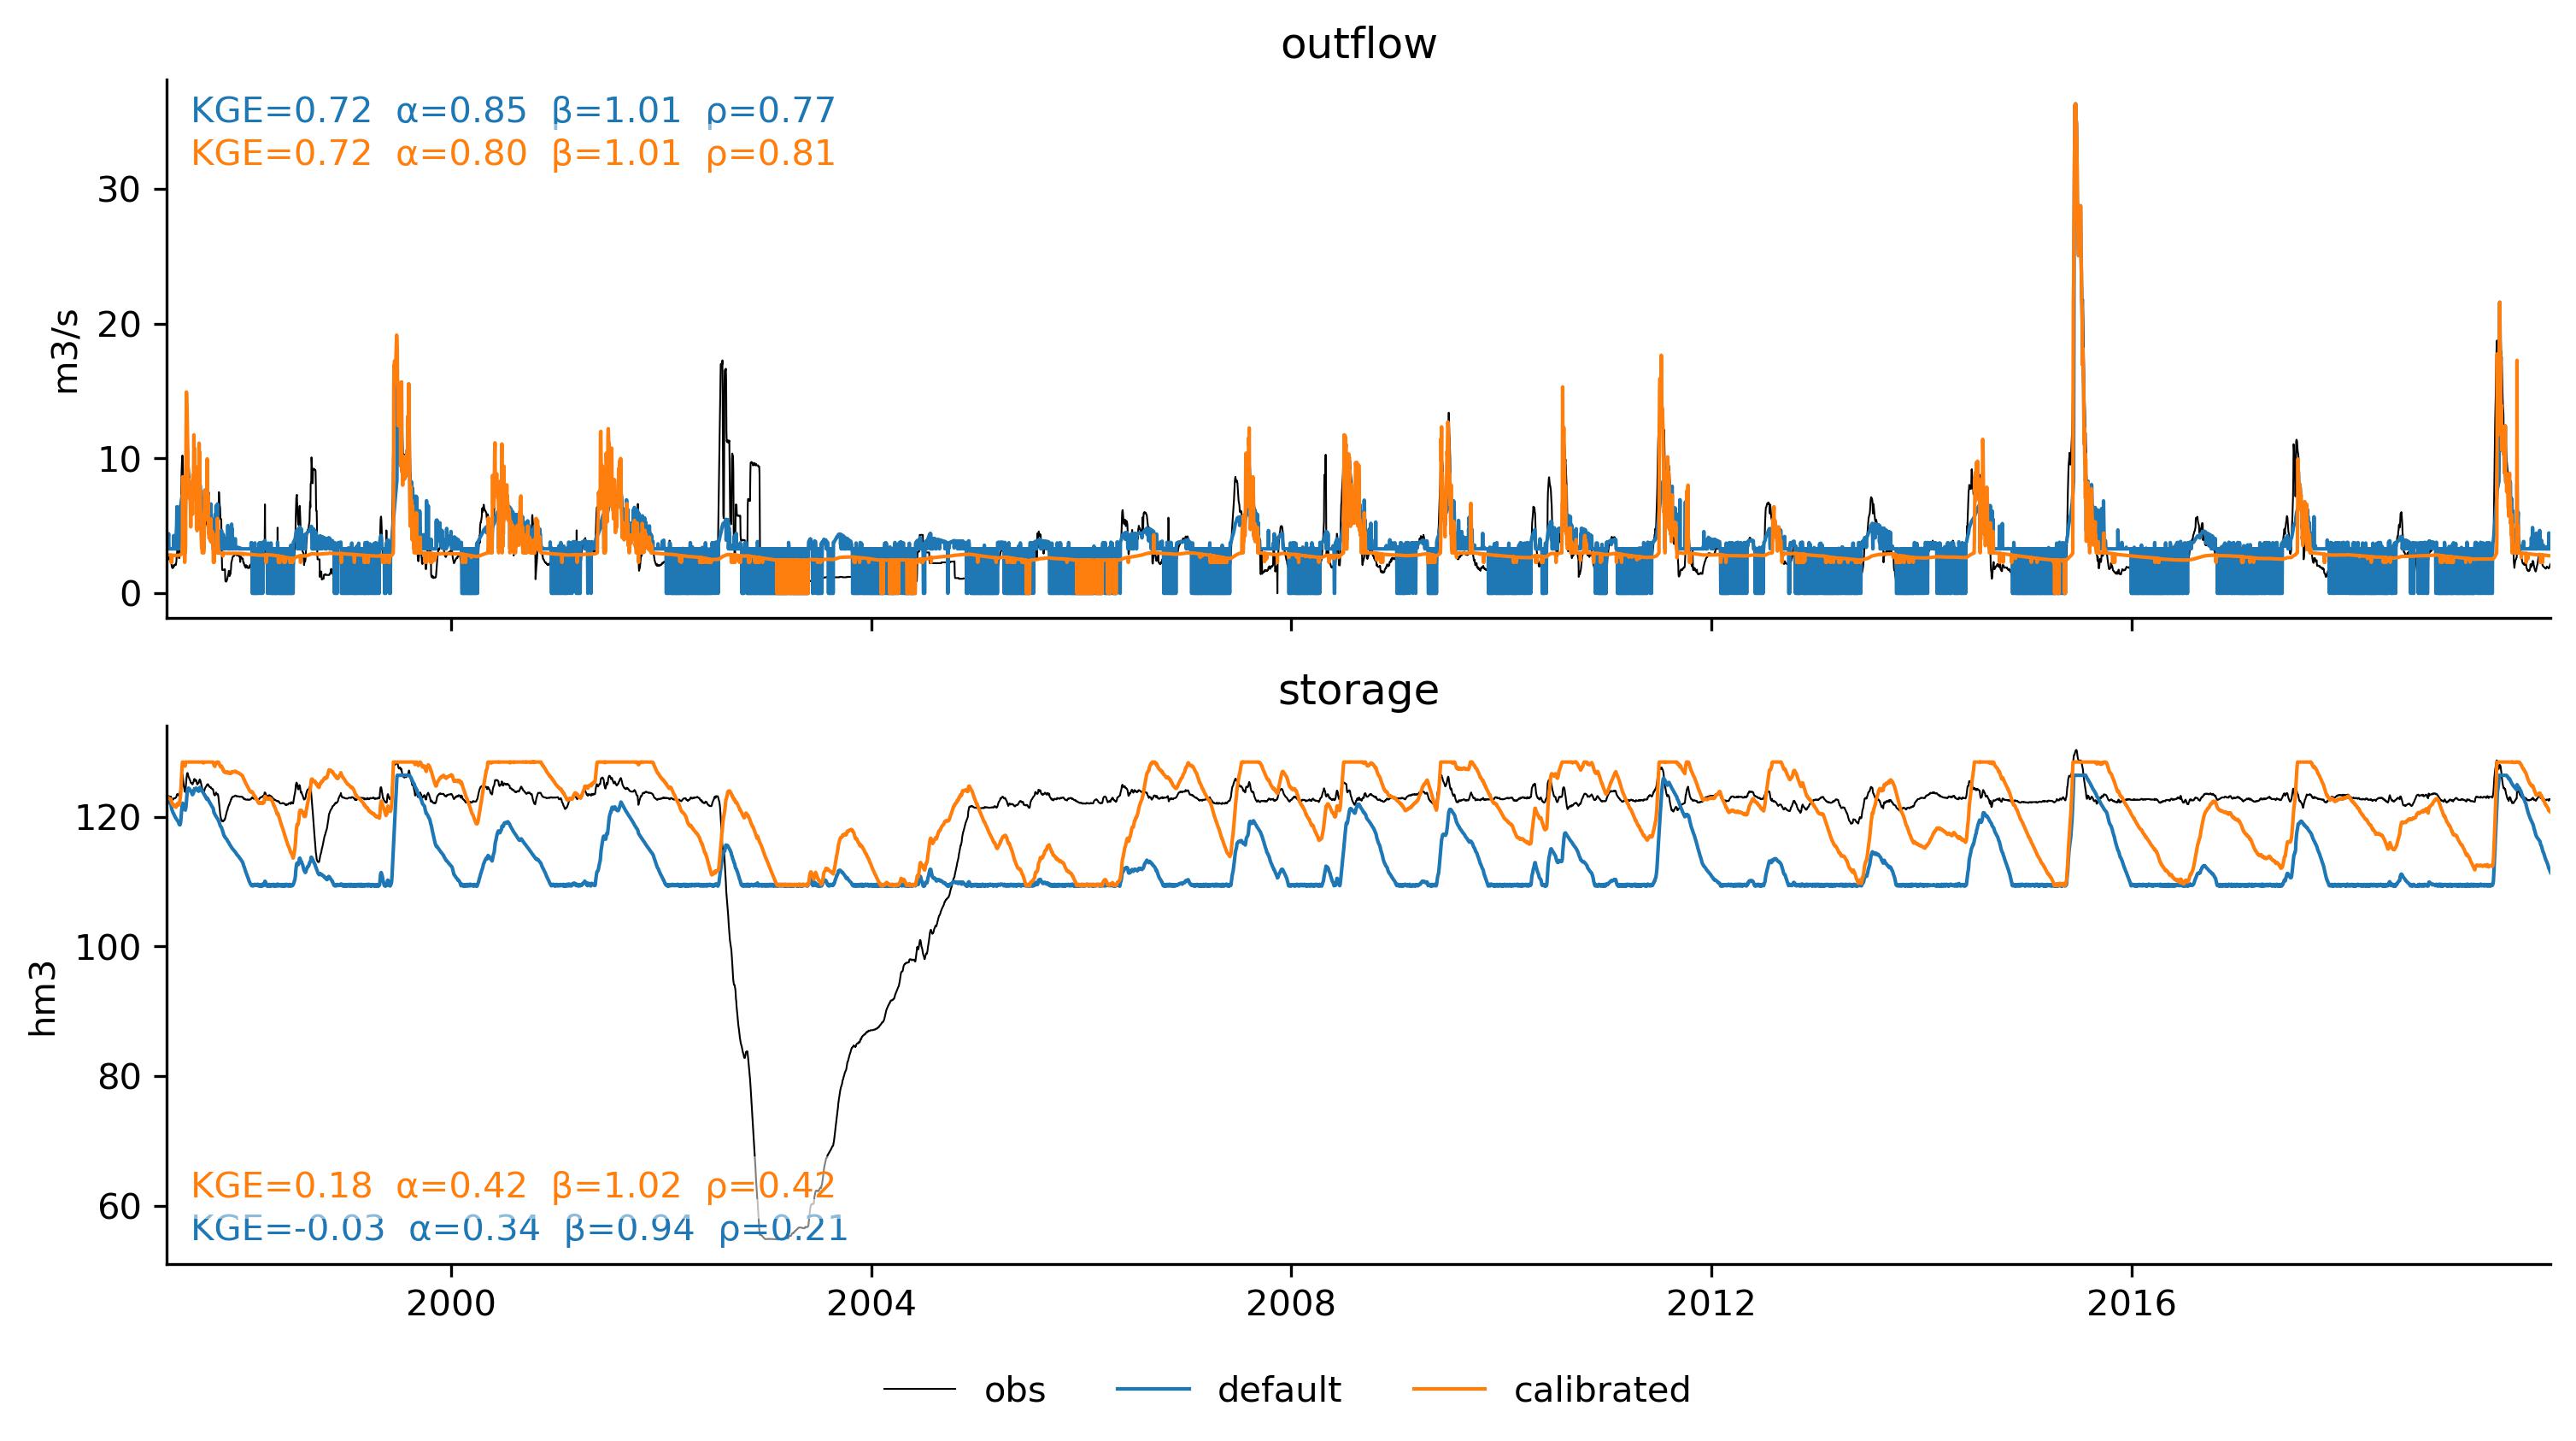 outflow
KGE=0.72 α=0.85 β=1.01 ρ=0.77
KGE=0.72 α=0.80 β=1.01 ρ=0.81
m3/s
30
20
10
0
storage
hm3
120
100
80
60
KGE=0.18 α=0.42 β=1.02 ρ=0.42
KGE=-0.03 α=0.34 β=0.94 ρ=0.21
2000 2004 2008 2012 2016
obs default calibrated